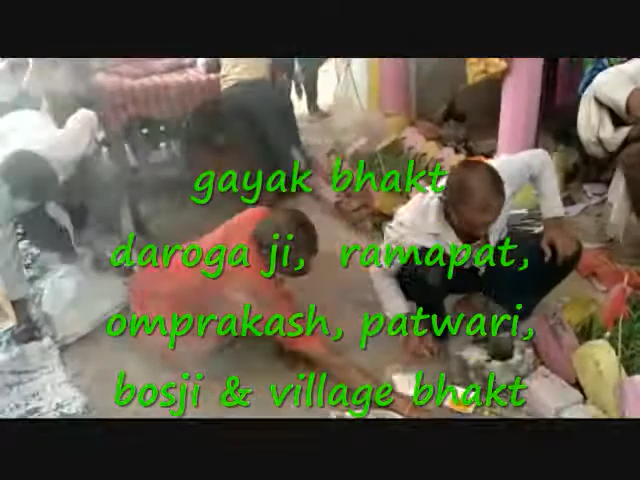 gayak bhakt
daroga ji, ramapat,
omprakash, patwari,
bosji & village bhakt